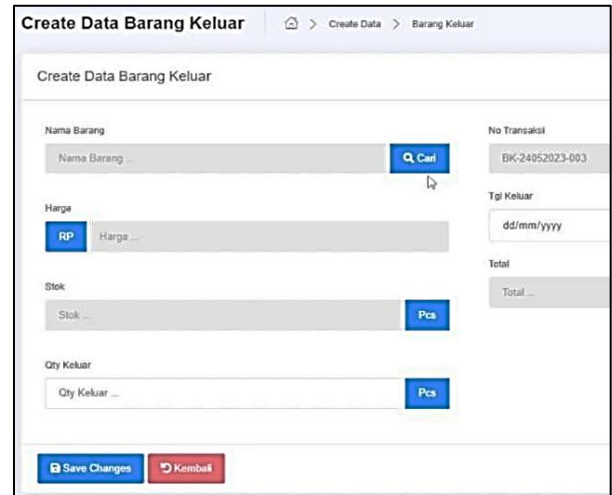 Create Data Barang Keluar
> Create Data > Barang Keluar
Create Data Barang Keluar
Nama Barang
Nama Barang ...
Cari
Harga
RP
Harga ...
Stok
Stok ...
Pcs
Qty Keluar
Qty Keluar ...
Pcs
No Transaksi
BK-24052023-003
Tgl Keluar
dd/mm/yyyy
Total
Total ...
Save Changes
Kembali